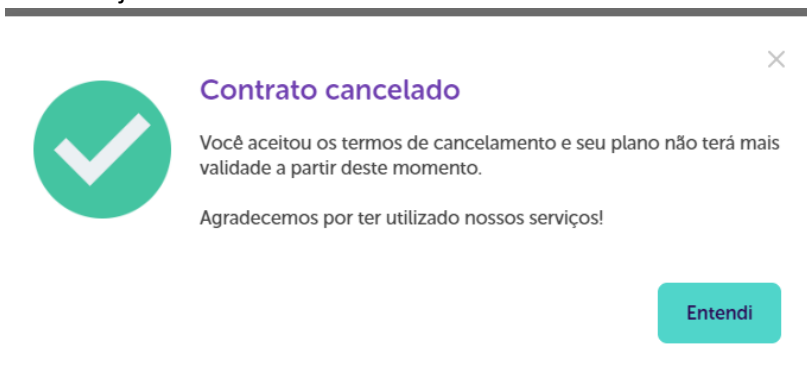 Contrato cancelado
Você aceitou os termos de cancelamento e seu plano não terá mais
validade a partir deste momento.
Agradecemos por ter utilizado nossos serviços!
Entendi